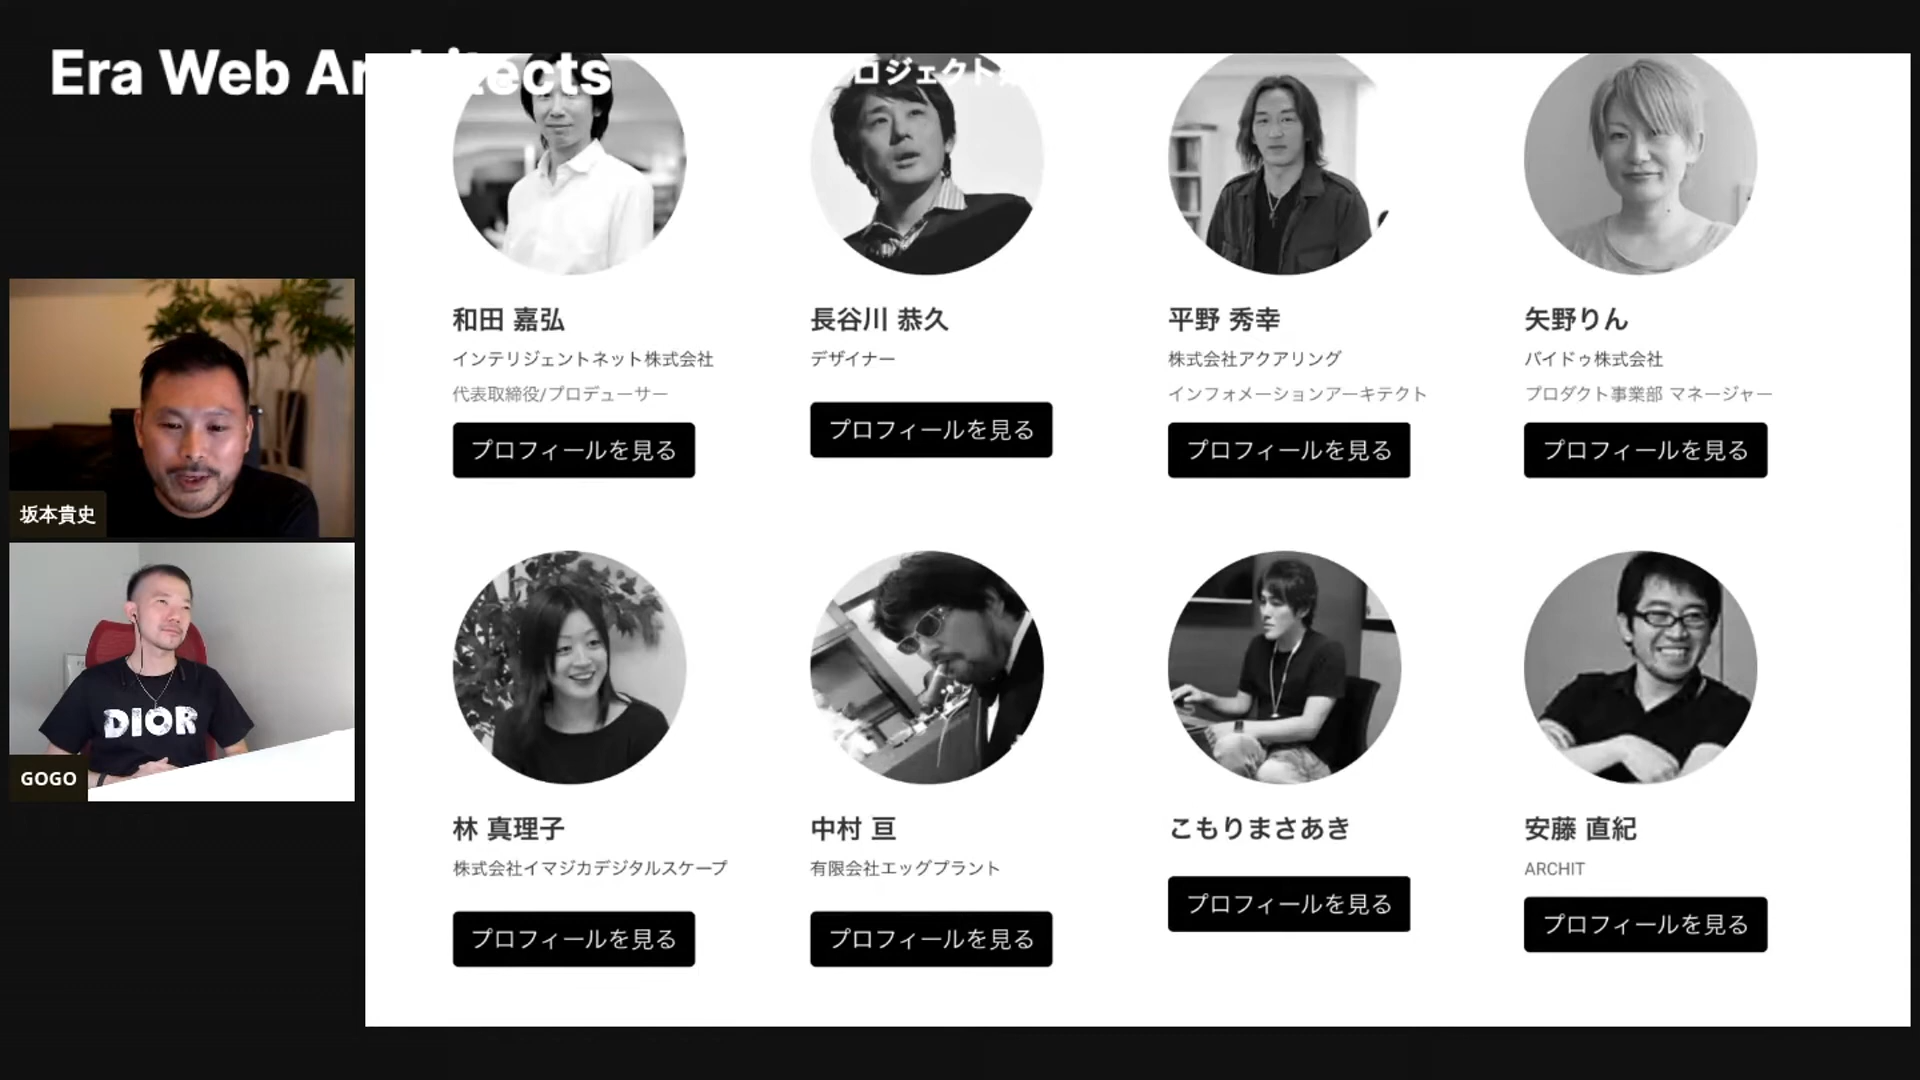 Era Web Architects
ロジェクト
和田 嘉弘
インテリジェントネット株式会社
代表取締役/プロデューサー
プロフィールを見る
長谷川 恭久
デザイナー
プロフィールを見る
平野 秀幸
株式会社アクアリング
インフォメーションアーキテクト
プロフィールを見る
矢野りん
バイドゥ株式会社
プロダクト事業部 マネージャー
プロフィールを見る
坂本貴史
DIOR
GOGO
林 真理子
株式会社イマジカデジタルスケープ
プロフィールを見る
中村 亘
有限会社エッグプラント
プロフィールを見る
こもりまさあき
プロフィールを見る
安藤 直紀
ARCHIT
プロフィールを見る